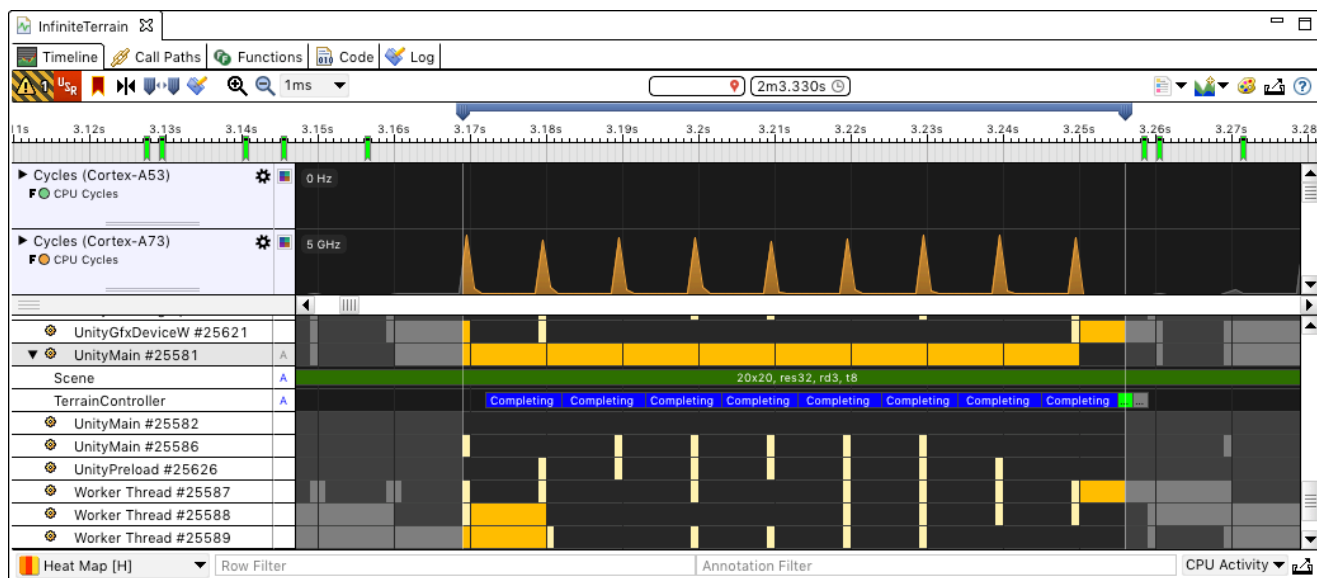 InfiniteTerrain
Timeline Call Paths Functions Code Log
1 USR 1ms 2m3.330s
3.12s 3.13s 3.14s 3.15s 3.16s 3.17s 3.18s 3.19s 3.2s 3.21s 3.22s 3.23s 3.24s 3.25s 3.26s 3.27s 3.28
Cycles (Cortex-A53) 0 Hz
F CPU Cycles
Cycles (Cortex-A73) 5 GHz
F CPU Cycles
UnityGfxDeviceW #25621
UnityMain #25581 A
Scene A 20x20, res32, rd3, t8
TerrainController A Completing Completing Completing Completing Completing Completing Completing Completing ... ...
UnityMain #25582
UnityMain #25586
UnityPreload #25626
Worker Thread #25587
Worker Thread #25588
Worker Thread #25589
Heat Map [H] Row Filter Annotation Filter CPU Activity